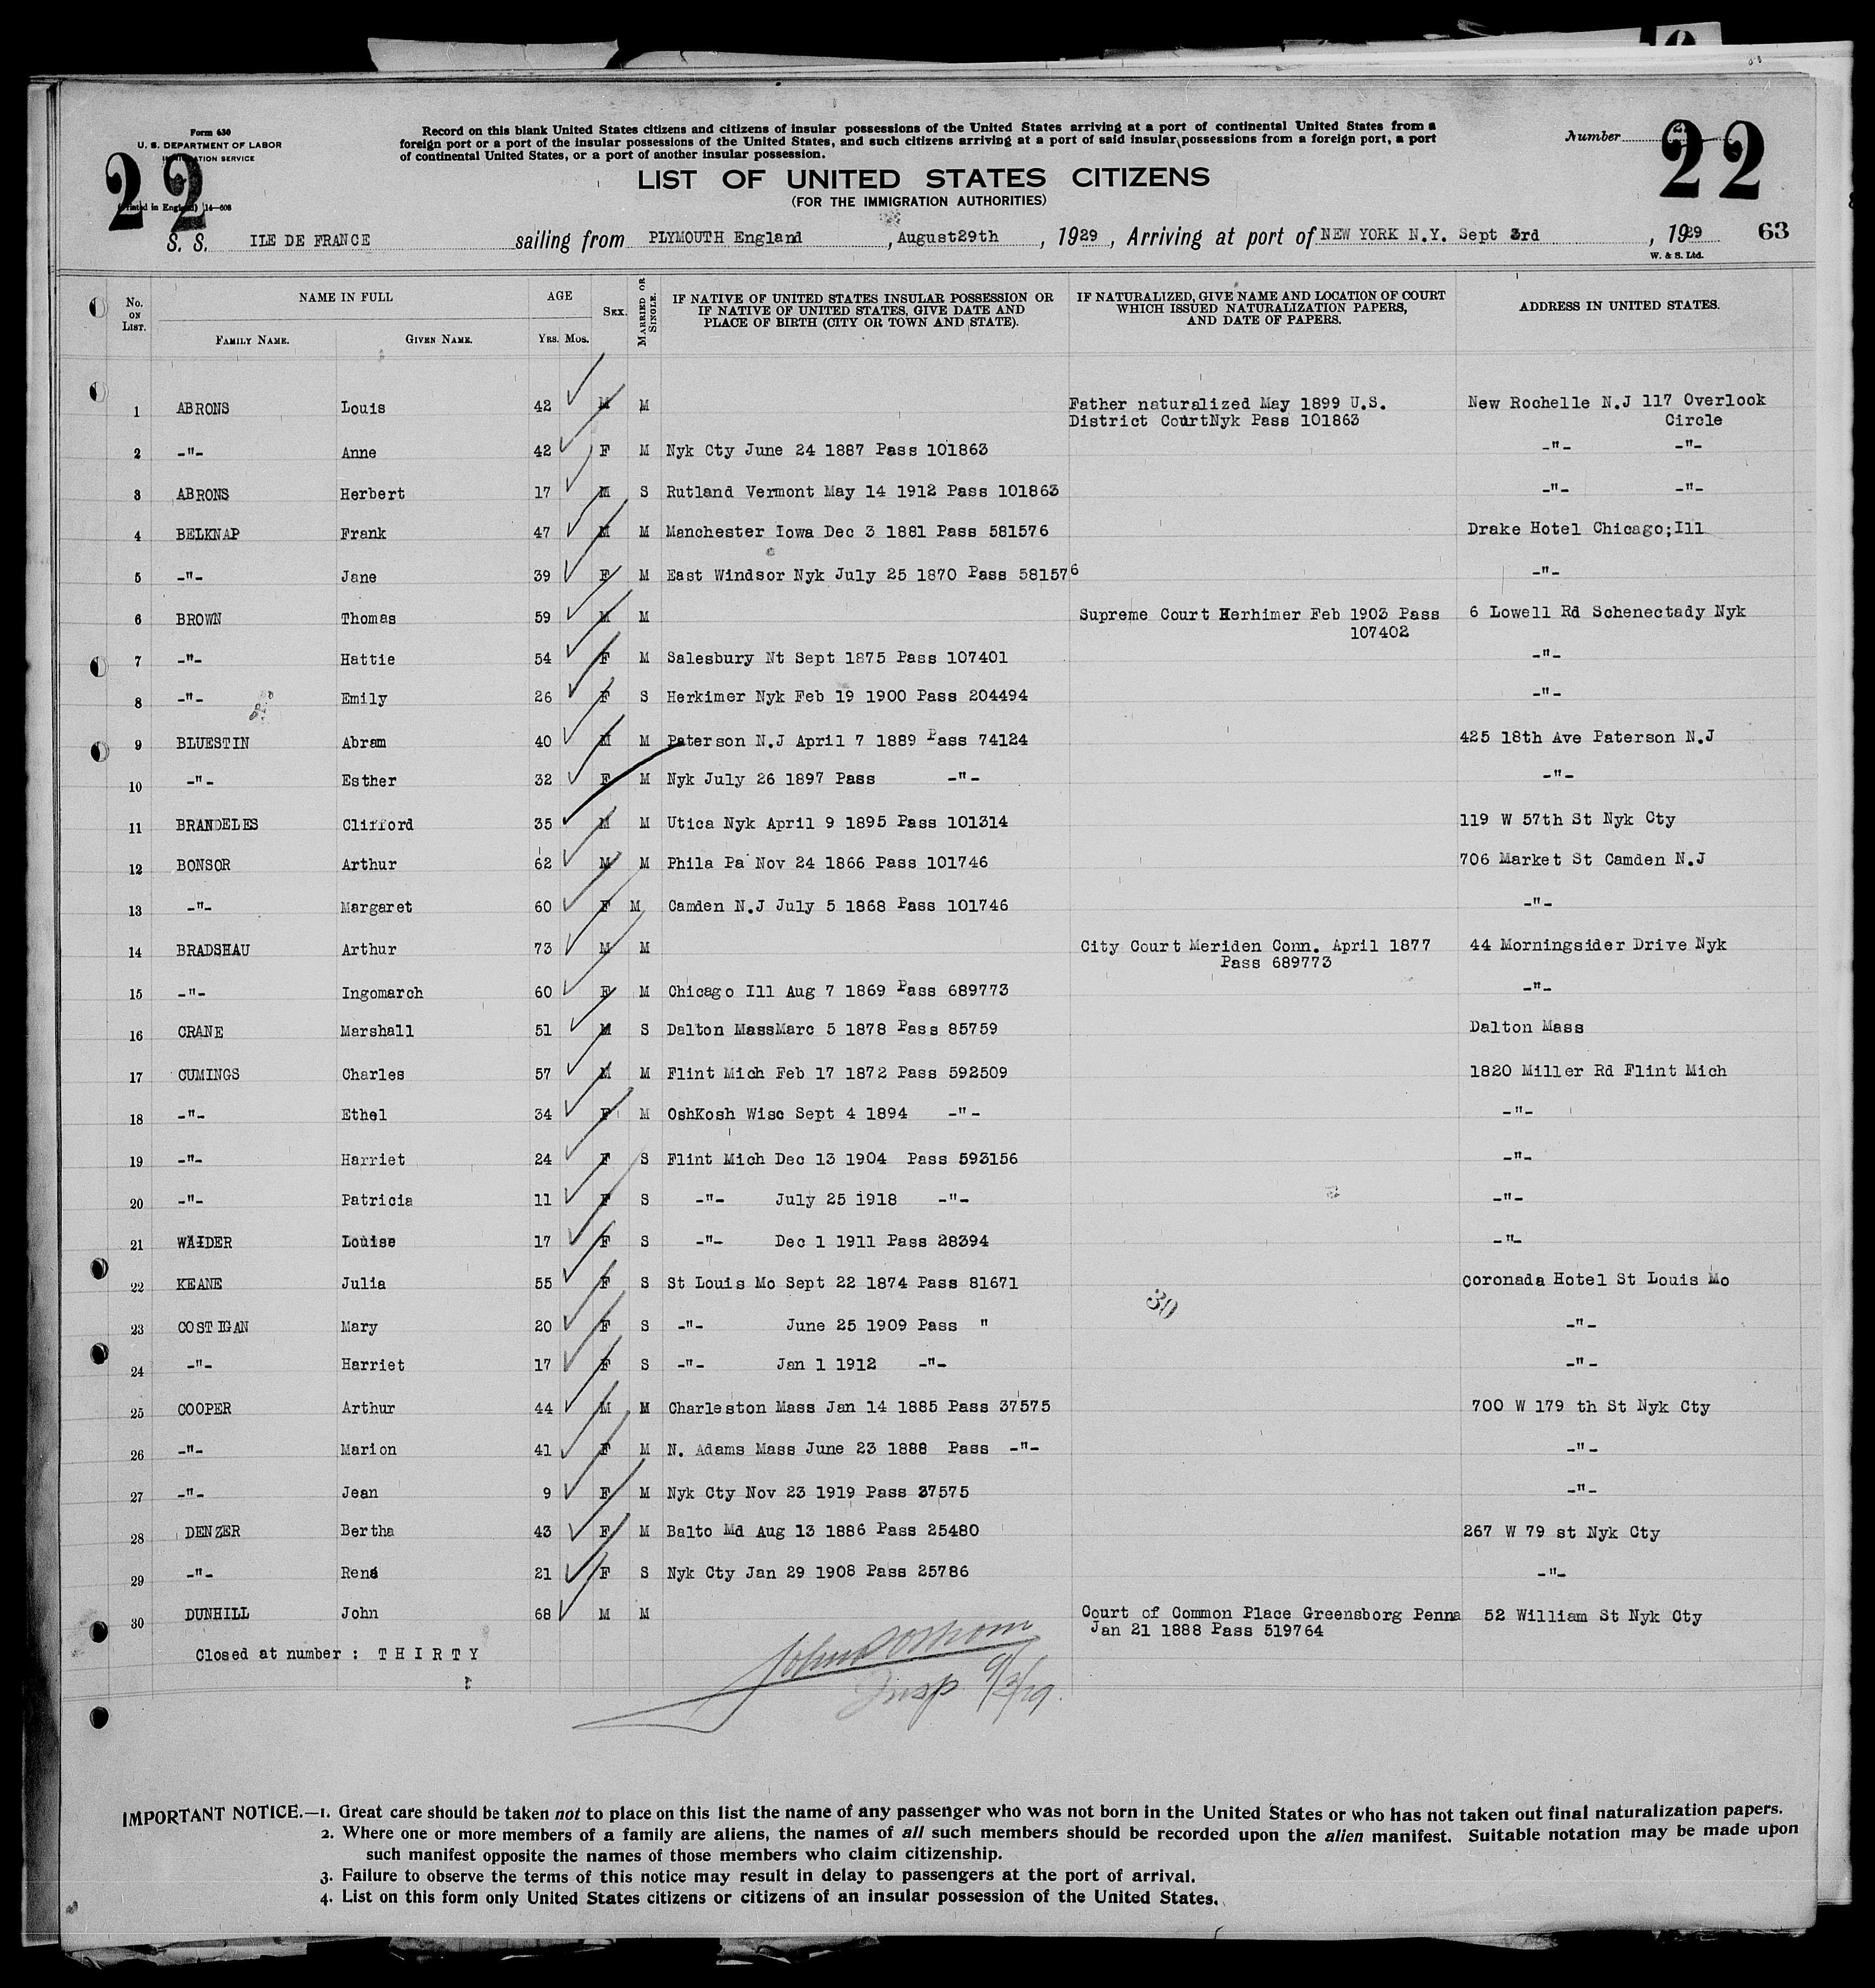 Form 630
U. S. DEPARTMENT OF LABOR
IMMIGRATION SERVICE
(Printed in England) 14—608
22
Record on this blank United States citizens and citizens of insular possessions of the United States arriving at a port of continental United States from a
foreign port or a port of the insular possessions of the United States, and such citizens arriving at a port of said insular possessions from a foreign port, a port
of continental United States, or a port of another insular possession.
Number
22
LIST OF UNITED STATES CITIZENS
(FOR THE IMMIGRATION AUTHORITIES)
S. S. ILE DE FRANCE sailing from PLYMOUTH England , August29th , 1929 , Arriving at port of NEW YORK N.Y. Sept 3rd , 1929 63
W. & S. Ltd.
No. ON LIST. NAME IN FULL AGE SEX. MARRIED OR SINGLE. IF NATIVE OF UNITED STATES INSULAR POSSESSION OR IF NATIVE OF UNITED STATES, GIVE DATE AND PLACE OF BIRTH (CITY OR TOWN AND STATE). IF NATURALIZED, GIVE NAME AND LOCATION OF COURT WHICH ISSUED NATURALIZATION PAPERS, AND DATE OF PAPERS. ADDRESS IN UNITED STATES.
FAMILY NAME. GIVEN NAME. YRS. MOS.
1 ABRONS Louis 42 M M Father naturalized May 1899 U.S. New Rochelle N.J 117 Overlook
District CourtNyk Pass 101863 Circle
2 -"- Anne 42 F M Nyk Cty June 24 1887 Pass 101863 -"- -"-
3 ABRONS Herbert 17 M S Rutland Vermont May 14 1912 Pass 101863 -"- -"-
4 BELKNAP Frank 47 M M Manchester Iowa Dec 3 1881 Pass 581576 Drake Hotel Chicago;Ill
5 -"- Jane 39 F M East Windsor Nyk July 25 1870 Pass 581576 -"-
6 BROWN Thomas 59 M M Supreme Court Herhimer Feb 1903 Pass 6 Lowell Rd Schenectady Nyk
107402
7 -"- Hattie 54 F M Salesbury Nt Sept 1875 Pass 107401 -"-
8 -"- Emily 26 F S Herkimer Nyk Feb 19 1900 Pass 204494 -"-
9 BLUESTIN Abram 40 M M Paterson N.J April 7 1889 Pass 74124 425 18th Ave Paterson N.J
10 -"- Esther 32 F M Nyk July 26 1897 Pass -"- -"-
11 BRANDELES Clifford 35 M M Utica Nyk April 9 1895 Pass 101314 119 W 57th St Nyk Cty
12 BONSOR Arthur 62 M M Phila Pa Nov 24 1866 Pass 101746 706 Market St Camden N.J
13 -"- Margaret 60 F M Camden N.J July 5 1868 Pass 101746 -"-
14 BRADSHAU Arthur 73 M M City Court Meriden Conn. April 1877 44 Morningsider Drive Nyk
Pass 689773
15 -"- Ingomarch 60 F M Chicago Ill Aug 7 1869 Pass 689773 -"-
16 CRANE Marshall 51 M S Dalton MassMarc 5 1878 Pass 85759 Dalton Mass
17 CUMINGS Charles 57 M M Flint Mich Feb 17 1872 Pass 592509 1820 Miller Rd Flint Mich
18 -"- Ethel 34 F M OshKosh Wisc Sept 4 1894 -"- -"-
19 -"- Harriet 24 F S Flint Mich Dec 13 1904 Pass 593156 -"-
20 -"- Patricia 11 F S -"- July 25 1918 -"- -"-
21 WAIDER Louise 17 F S -"- Dec 1 1911 Pass 28394 -"-
22 KEANE Julia 55 F S St Louis Mo Sept 22 1874 Pass 81671 Coronada Hotel St Louis Mo
30
23 COSTIGAN Mary 20 F S -"- June 25 1909 Pass " -"-
24 -"- Harriet 17 F S -"- Jan 1 1912 -"- -"-
25 COOPER Arthur 44 M M Charleston Mass Jan 14 1885 Pass 37575 700 W 179 th St Nyk Cty
26 -"- Marion 41 F M N. Adams Mass June 23 1888 Pass -"- -"-
27 -"- Jean 9 F M Nyk Cty Nov 23 1919 Pass 37575 -"-
28 DENZER Bertha 43 F M Balto Md Aug 13 1886 Pass 25480 267 W 79 st Nyk Cty
29 -"- René 21 F S Nyk Cty Jan 29 1908 Pass 25786 -"-
30 DUNHILL John 68 M M Court of Common Place Greensborg Penna 52 William St Nyk Cty
Jan 21 1888 Pass 519764
Closed at number : T H I R T Y
Insp 9/3/29.
IMPORTANT NOTICE.—1. Great care should be taken not to place on this list the name of any passenger who was not born in the United States or who has not taken out final naturalization papers.
2. Where one or more members of a family are aliens, the names of all such members should be recorded upon the alien manifest. Suitable notation may be made upon
such manifest opposite the names of those members who claim citizenship.
3. Failure to observe the terms of this notice may result in delay to passengers at the port of arrival.
4. List on this form only United States citizens or citizens of an insular possession of the United States.